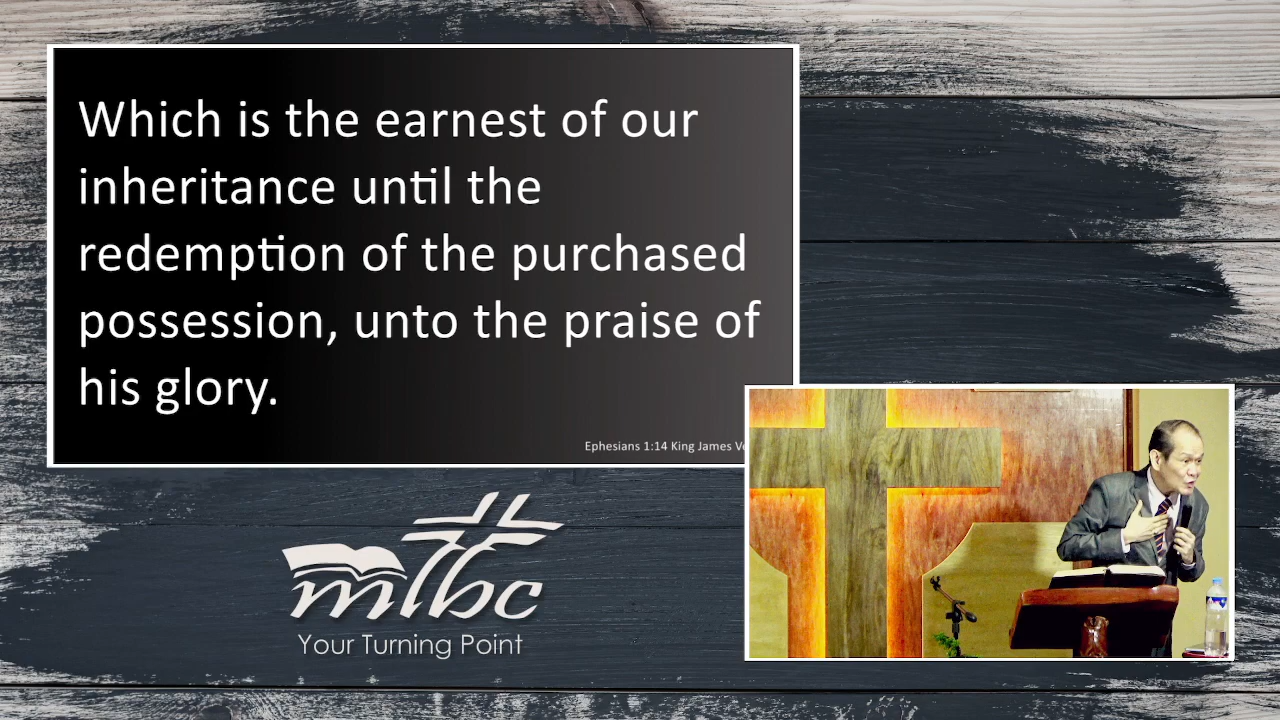 Which is the earnest of our
inheritance until the
redemption of the purchased
possession, unto the praise of
his glory.
Ephesians 1:14 King James
mlbc
Your Turning Point